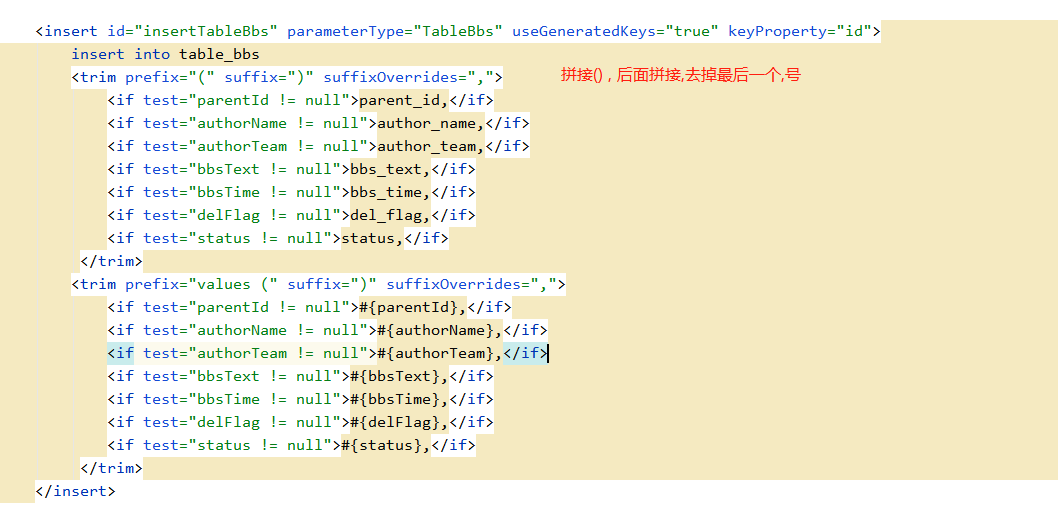 <insert id="insertTableBbs" parameterType="TableBbs" useGeneratedKeys="true" keyProperty="id">
insert into table_bbs
<trim prefix="(" suffix=")" suffixOverrides=","> 拼接() , 后面拼接,去掉最后一个,号
<if test="parentId != null">parent_id,</if>
<if test="authorName != null">author_name,</if>
<if test="authorTeam != null">author_team,</if>
<if test="bbsText != null">bbs_text,</if>
<if test="bbsTime != null">bbs_time,</if>
<if test="delFlag != null">del_flag,</if>
<if test="status != null">status,</if>
</trim>
<trim prefix="values (" suffix=")" suffixOverrides=",">
<if test="parentId != null">#{parentId},</if>
<if test="authorName != null">#{authorName},</if>
<if test="authorTeam != null">#{authorTeam},</if>
<if test="bbsText != null">#{bbsText},</if>
<if test="bbsTime != null">#{bbsTime},</if>
<if test="delFlag != null">#{delFlag},</if>
<if test="status != null">#{status},</if>
</trim>
</insert>